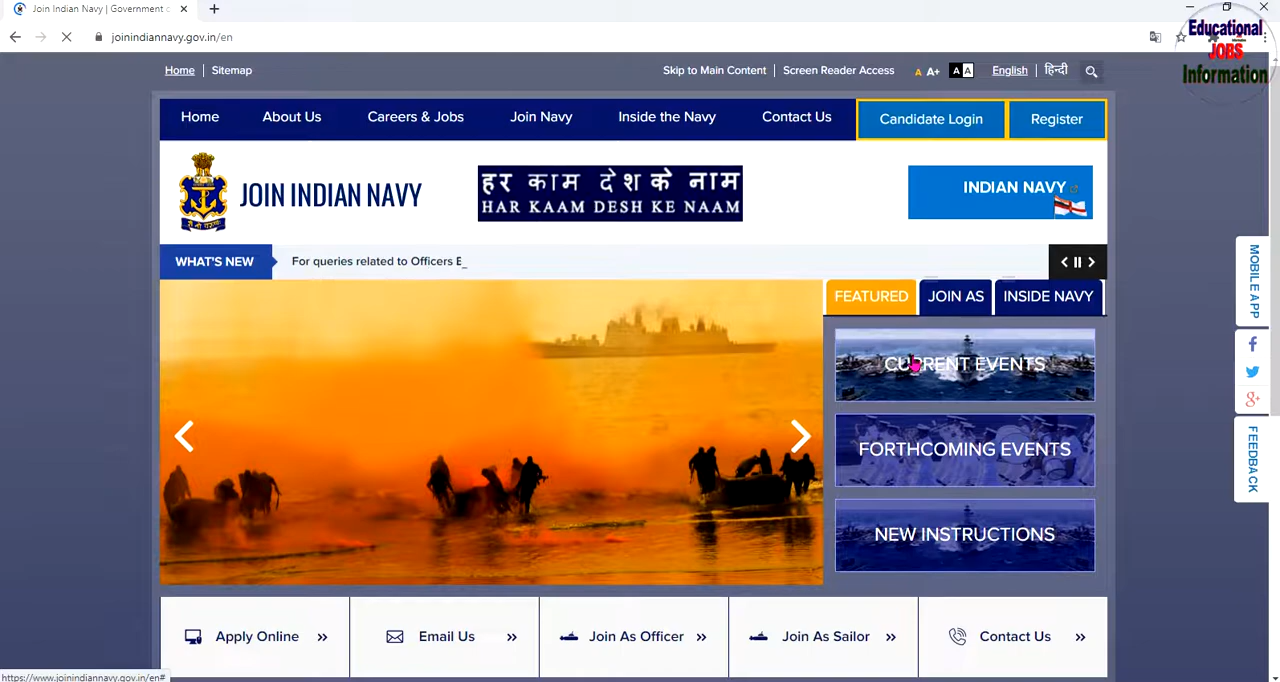 Join Indian Navy | Government o
joinindiannavy.gov.in/en
Educational
JOBS
Information
Home
Sitemap
Skip to Main Content
Screen Reader Access
A A+ A A
English
हिन्दी
Home
About Us
Careers & Jobs
Join Navy
Inside the Navy
Contact Us
Candidate Login
Register
JOIN INDIAN NAVY
हर काम देश के नाम
HAR KAAM DESH KE NAAM
INDIAN NAVY
WHAT'S NEW
For queries related to Officers E_
FEATURED
JOIN AS
INSIDE NAVY
CURRENT EVENTS
FORTHCOMING EVENTS
NEW INSTRUCTIONS
MOBILE APP
FEEDBACK
Apply Online
Email Us
Join As Officer
Join As Sailor
Contact Us
https://www.joinindiannavy.gov.in/en#